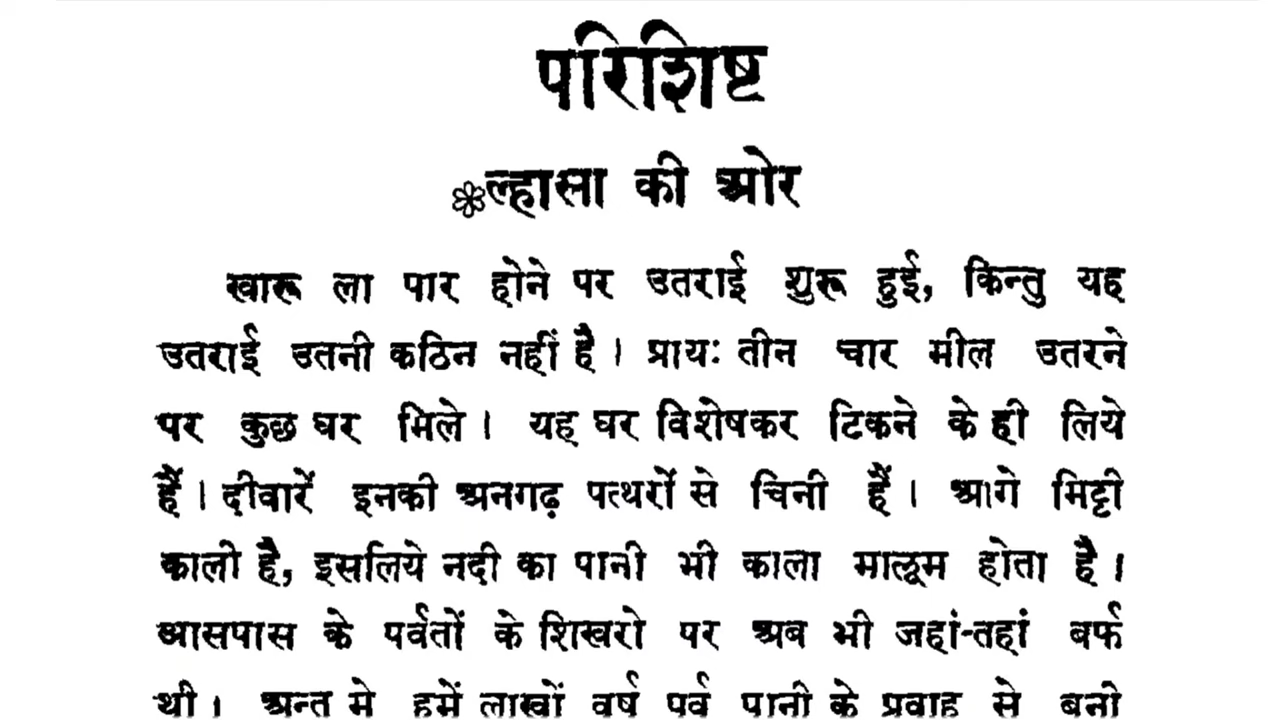 परिशिष्ट
ल्हासा की ओर
खारू ला पार होने पर उतराई शुरू हुई, किन्तु यह
उतराई उतनी कठिन नहीं है । प्रायः तीन चार मील उतरने
पर कुछ घर मिले । यह घर विशेषकर टिकने के ही लिये
हैं । दीवारें इनकी अनगढ़ पत्थरों से चिनी हैं । आगे मिट्टी
काली है, इसलिये नदी का पानी भी काला मालूम होता है ।
आसपास के पर्वतों के शिखरो पर अब भी जहां-तहां बर्फ
थी । अन्त मे हमें लाखों वर्ष पूर्व पानी के प्रवाह से बनी